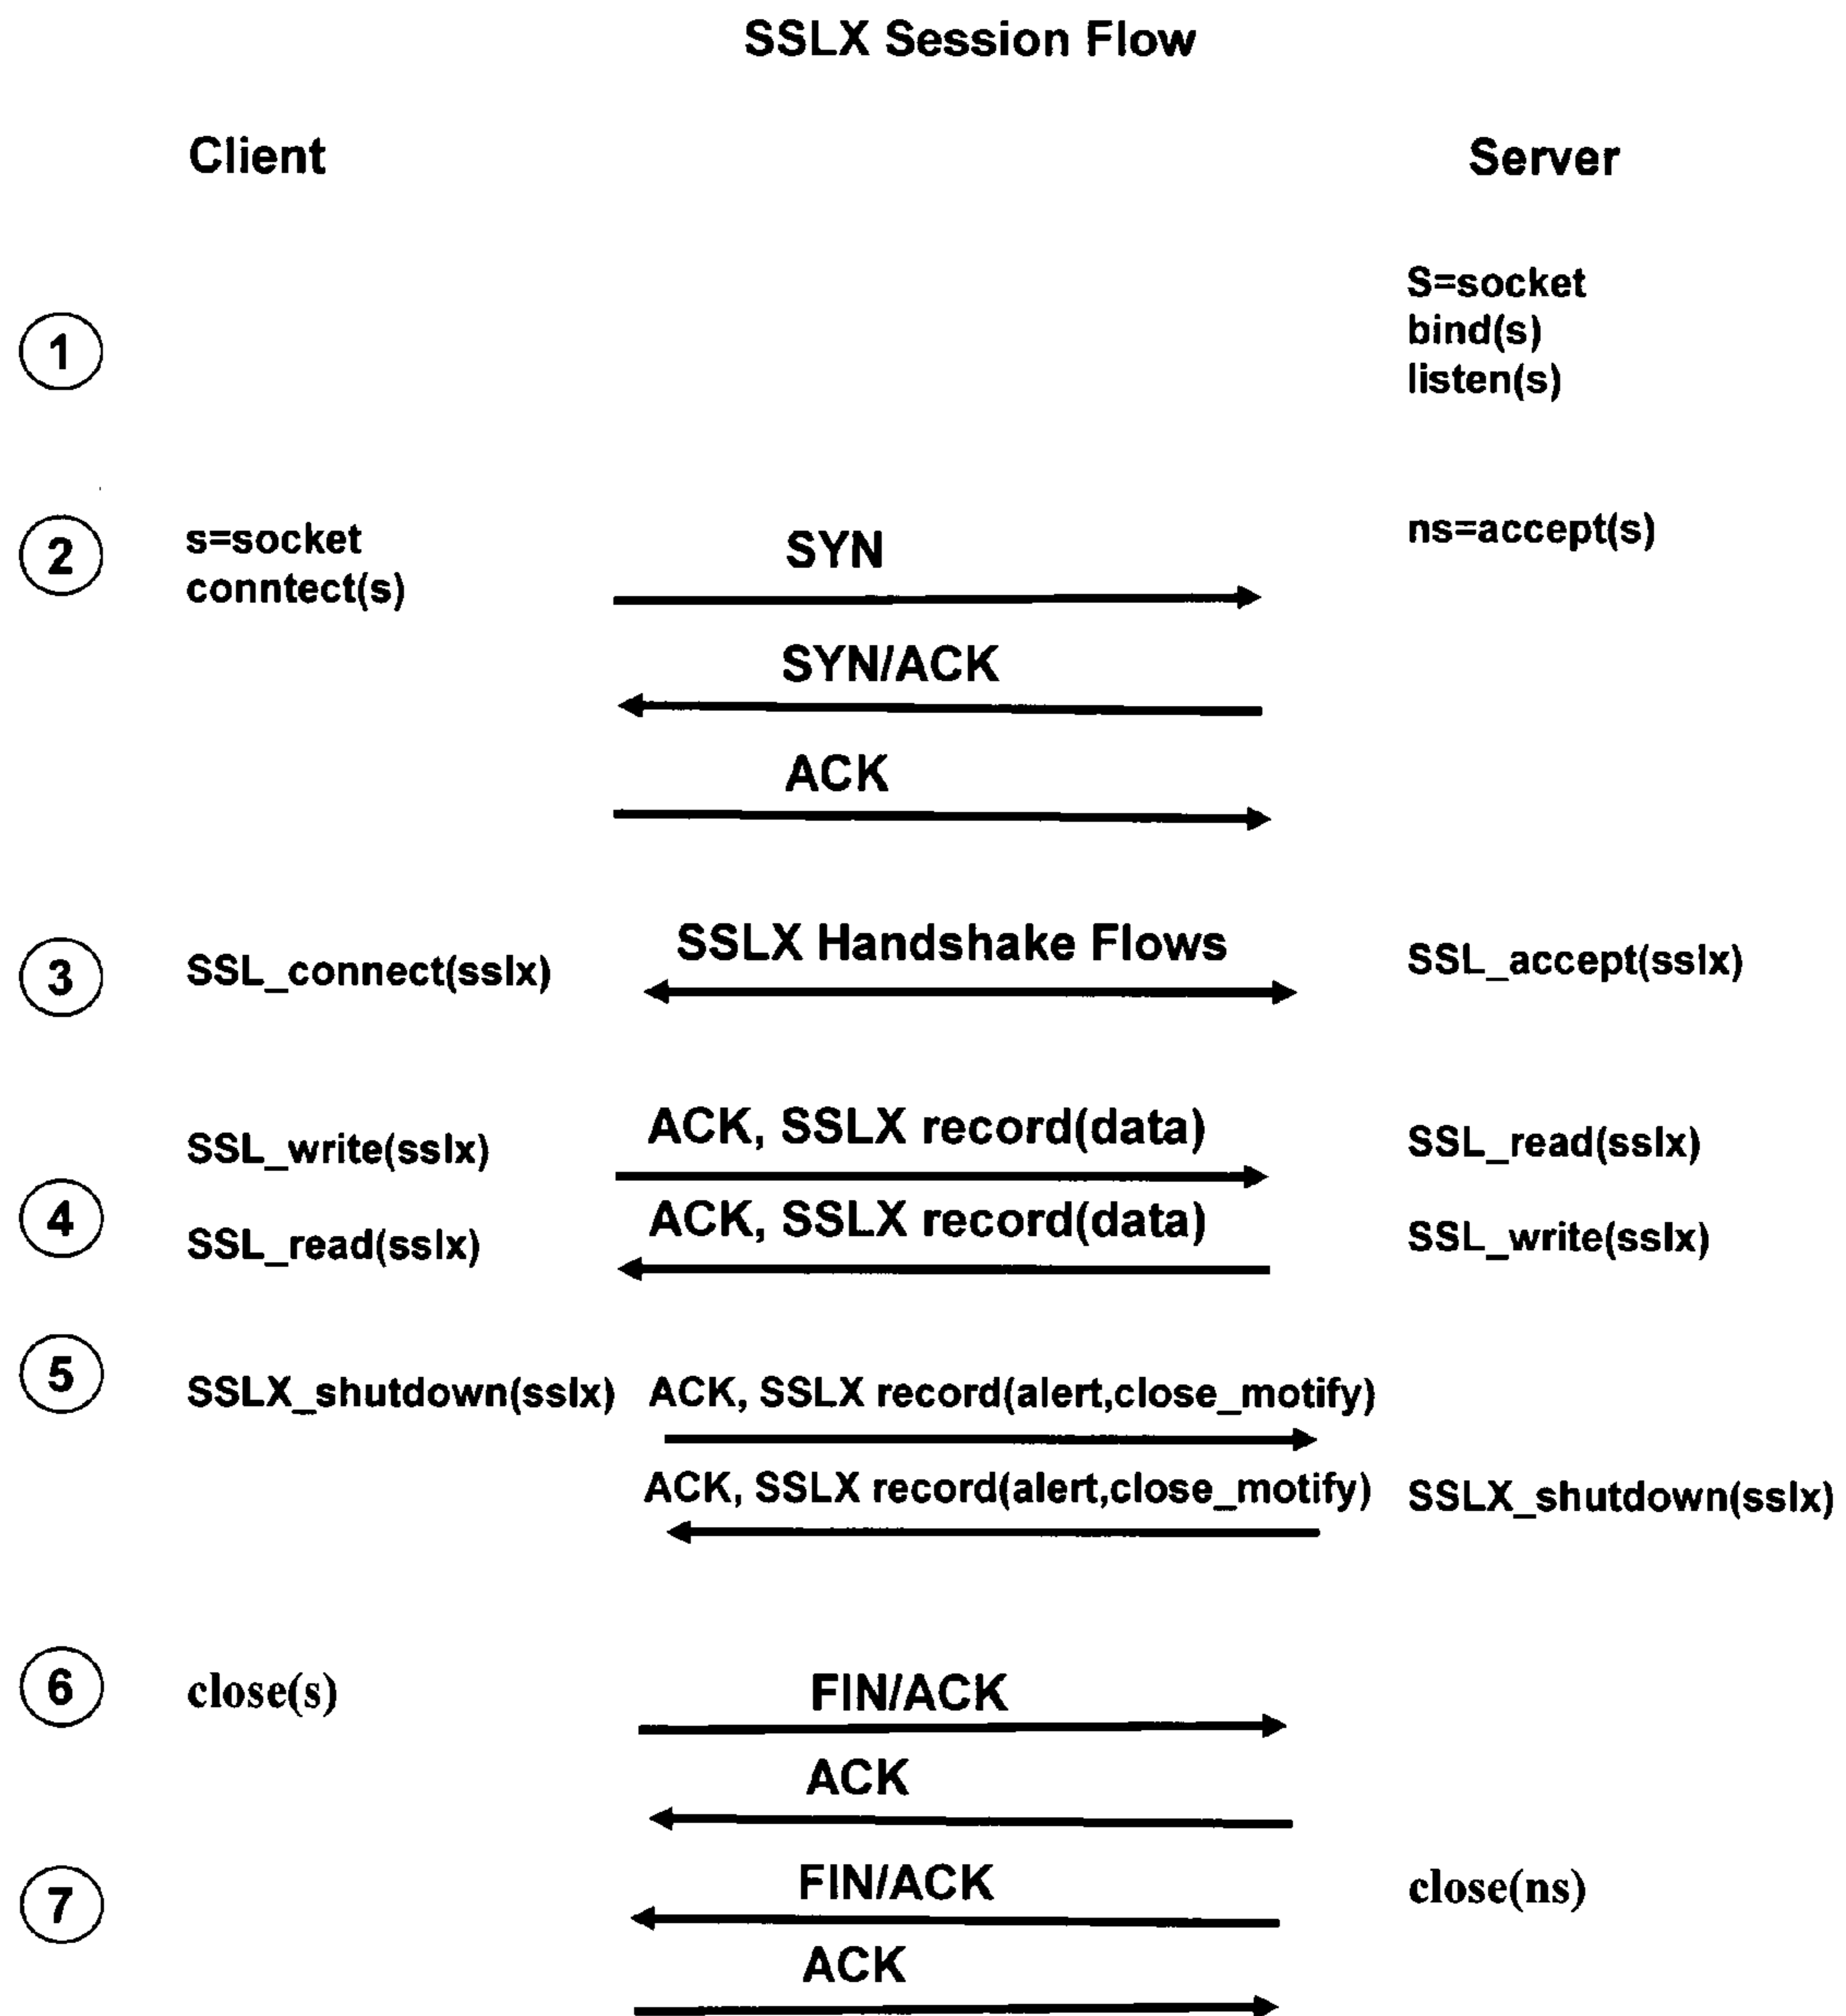 SSLX Session Flow
Client
Server
S=socket
bind(s)
listen(s)
1
2
s=socket
conntect(s)
SYN
ns=accept(s)
SYN/ACK
ACK
3
SSL_connect(sslx)
SSLX Handshake Flows
SSL_accept(sslx)
SSL_write(sslx)
ACK, SSLX record(data)
SSL_read(sslx)
4
SSL_read(sslx)
ACK, SSLX record(data)
SSL_write(sslx)
5
SSLX_shutdown(sslx)
ACK, SSLX record(alert,close_motify)
ACK, SSLX record(alert,close_motify)
SSLX_shutdown(sslx)
6
close(s)
FIN/ACK
ACK
7
FIN/ACK
close(ns)
ACK